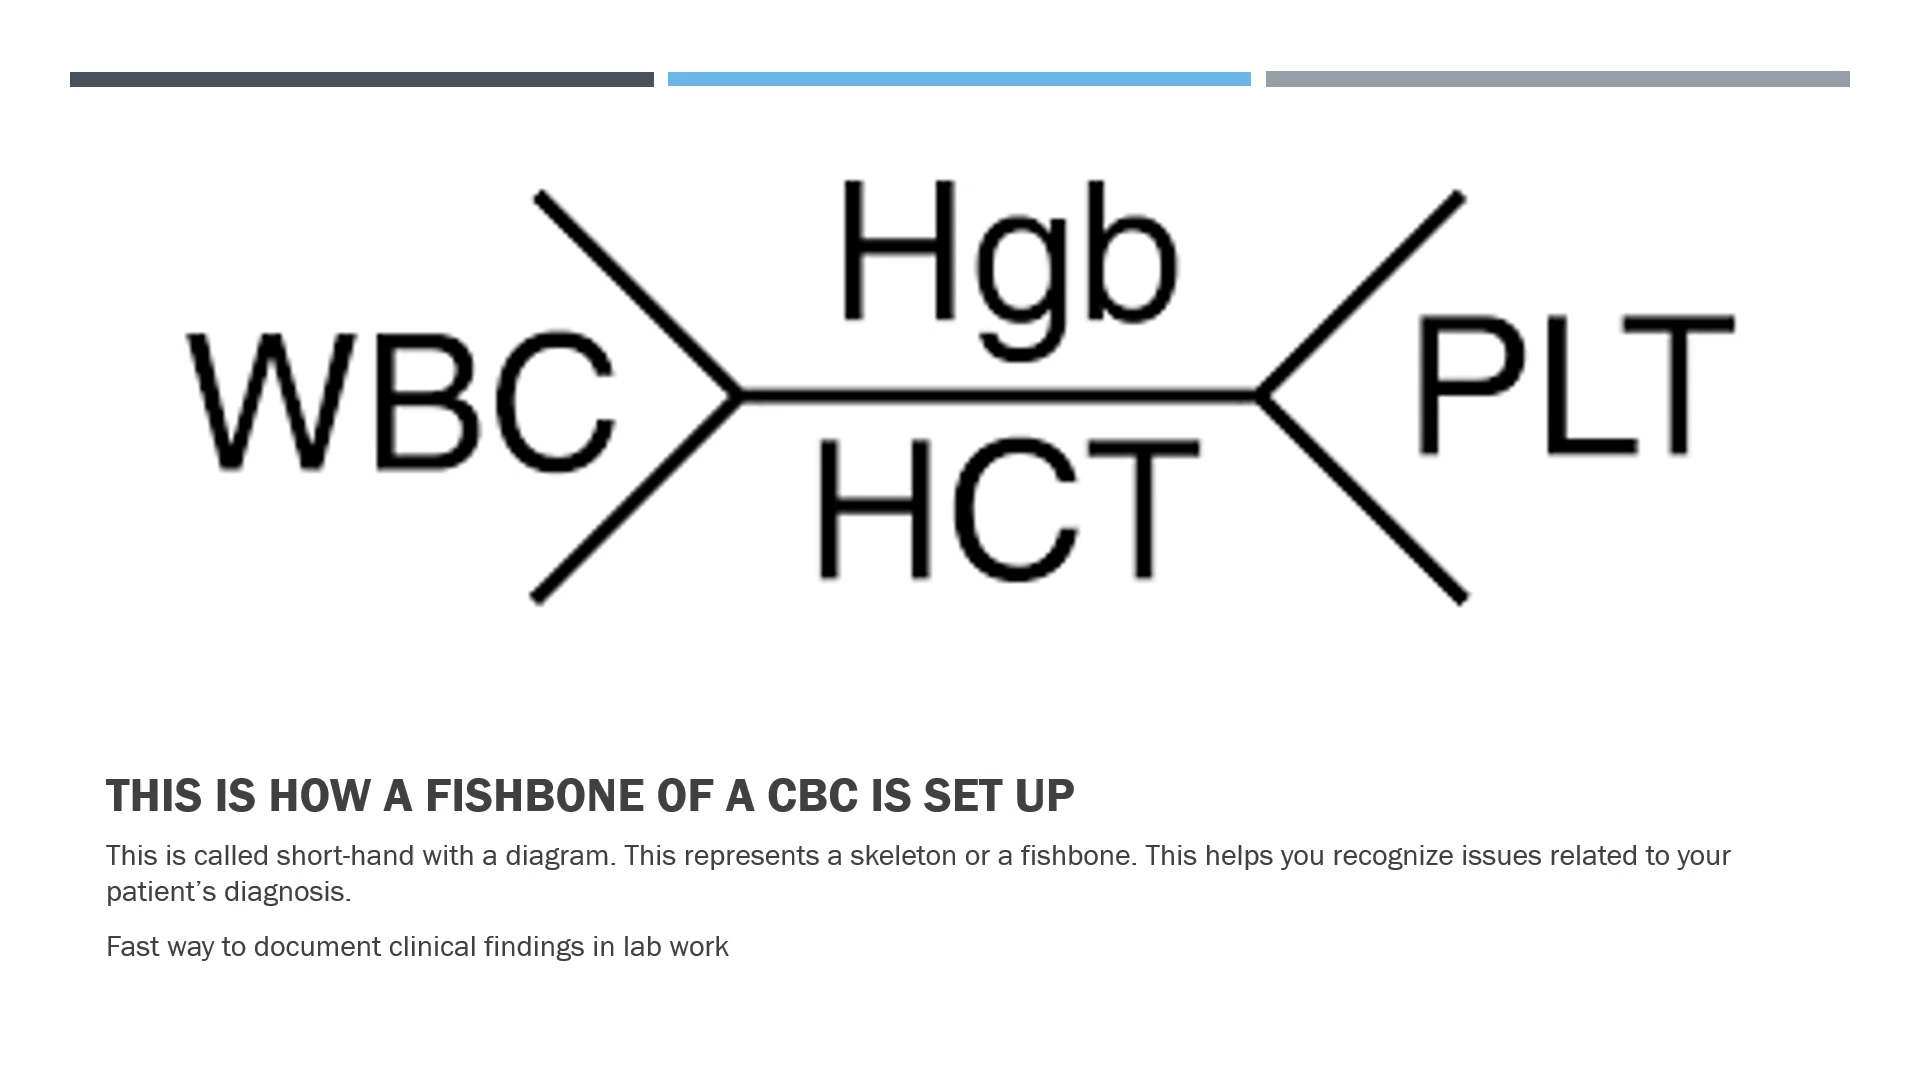 Hgb
WBC
PLT
HCT
THIS IS HOW A FISHBONE OF A CBC IS SET UP
This is called short-hand with a diagram. This represents a skeleton or a fishbone. This helps you recognize issues related to your
patient’s diagnosis.
Fast way to document clinical findings in lab work